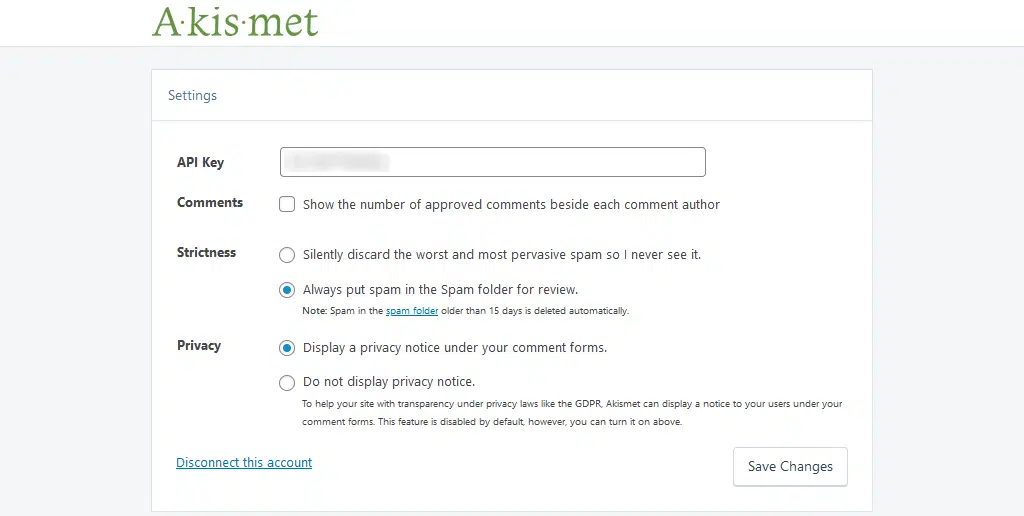 A·kis·met
Settings
API Key
Comments
Show the number of approved comments beside each comment author
Strictness
Silently discard the worst and most pervasive spam so I never see it.
Always put spam in the Spam folder for review.
Note: Spam in the spam folder older than 15 days is deleted automatically.
Privacy
Display a privacy notice under your comment forms.
Do not display privacy notice.
To help your site with transparency under privacy laws like the GDPR, Akismet can display a notice to your users under your
comment forms. This feature is disabled by default, however, you can turn it on above.
Disconnect this account
Save Changes